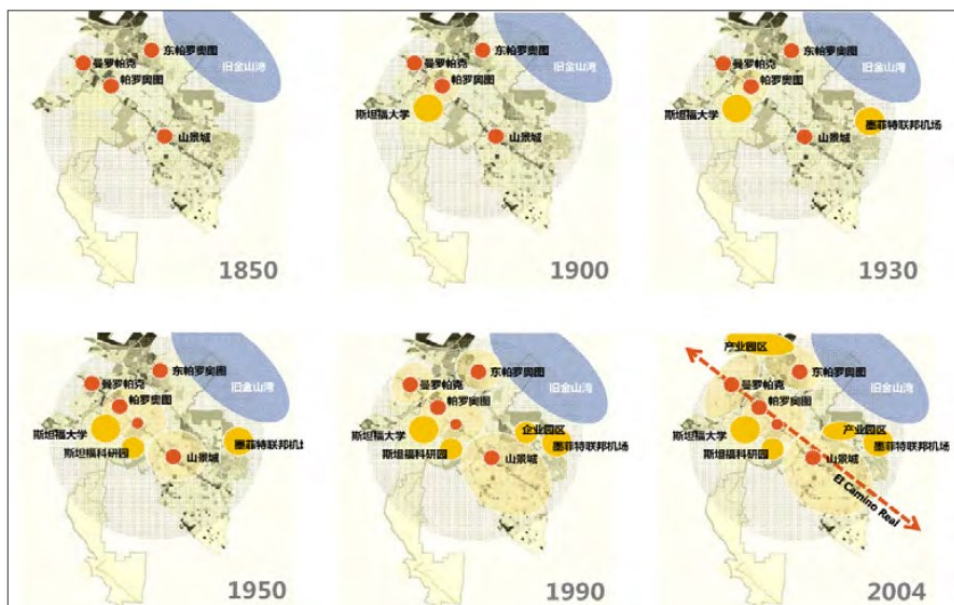 东帕罗奥图
曼罗帕克
旧金山湾
帕罗奥图
山景城
1850
东帕罗奥图
曼罗帕克
旧金山湾
帕罗奥图
斯坦福大学
山景城
1900
东帕罗奥图
曼罗帕克
旧金山湾
帕罗奥图
斯坦福大学
墨菲特联邦机场
山景城
1930
东帕罗奥图
曼罗帕克
旧金山湾
帕罗奥图
斯坦福大学
墨菲特联邦机场
斯坦福科研园
山景城
1950
东帕罗奥图
曼罗帕克
旧金山湾
帕罗奥图
斯坦福大学
企业园区
墨菲特联邦机场
斯坦福科研园
山景城
1990
产业园区
东帕罗奥图
曼罗帕克
旧金山湾
帕罗奥图
斯坦福大学
产业园区
墨菲特联邦机场
斯坦福科研园
山景城
El Camino Real
2004